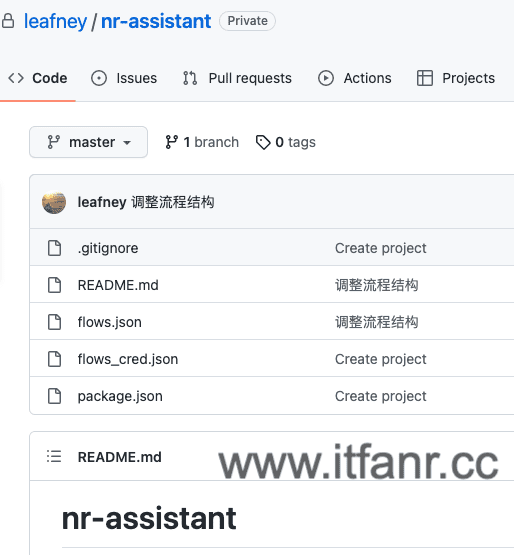 leafney / nr-assistant Private
Code Issues Pull requests Actions Projects
master 1 branch 0 tags
leafney 调整流程结构
.gitignore Create project
README.md 调整流程结构
flows.json 调整流程结构
flows_cred.json Create project
package.json Create project
README.md
www.itfanr.cc
nr-assistant